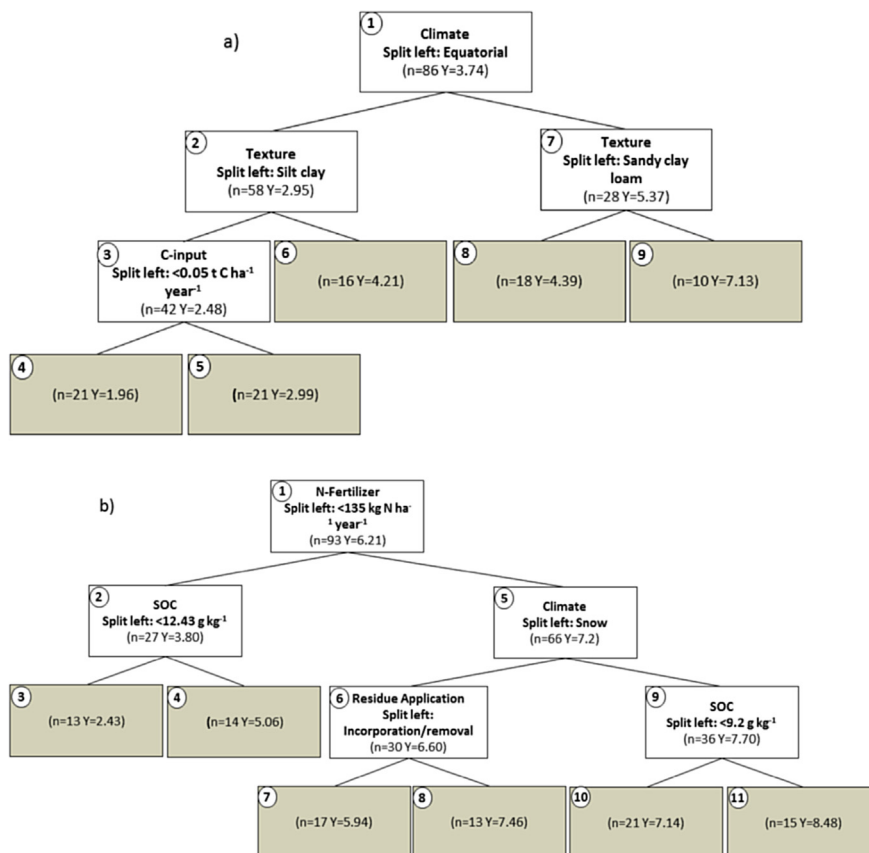 a)
1
Climate
Split left: Equatorial
(n=86 Y=3.74)
2
Texture
Split left: Silt clay
(n=58 Y=2.95)
7
Texture
Split left: Sandy clay
loam
(n=28 Y=5.37)
3
C-input
Split left: <0.05 t C ha⁻¹
year⁻¹
(n=42 Y=2.48)
6
(n=16 Y=4.21)
8
(n=18 Y=4.39)
9
(n=10 Y=7.13)
4
(n=21 Y=1.96)
5
(n=21 Y=2.99)
b)
1
N-Fertilizer
Split left: <135 kg N ha⁻
¹ year⁻¹
(n=93 Y=6.21)
2
SOC
Split left: <12.43 g kg⁻¹
(n=27 Y=3.80)
5
Climate
Split left: Snow
(n=66 Y=7.2)
3
(n=13 Y=2.43)
4
(n=14 Y=5.06)
6
Residue Application
Split left:
Incorporation/removal
(n=30 Y=6.60)
9
SOC
Split left: <9.2 g kg⁻¹
(n=36 Y=7.70)
7
(n=17 Y=5.94)
8
(n=13 Y=7.46)
10
(n=21 Y=7.14)
11
(n=15 Y=8.48)